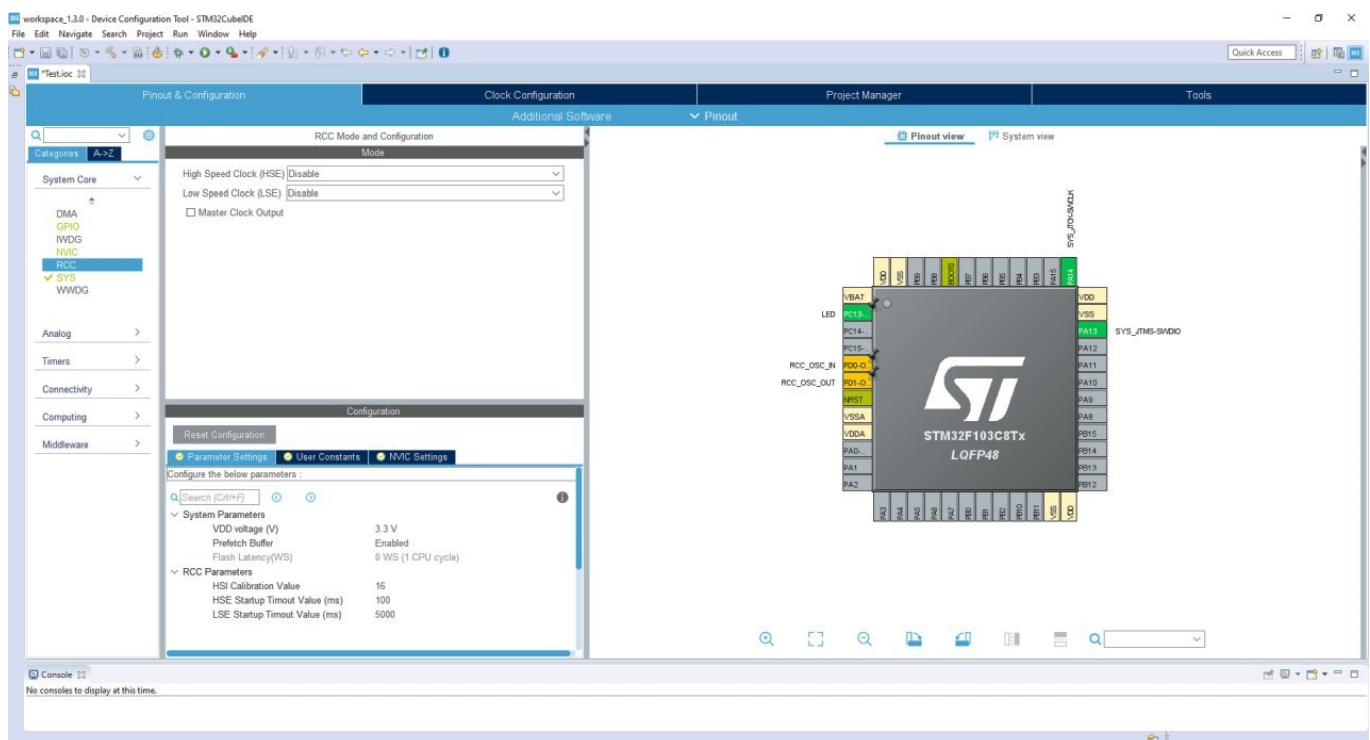 workspace_1.3.0 - Device Configuration Tool - STM32CubeIDE
File Edit Navigate Search Project Run Window Help
Quick Access
*Test.ioc
Pinout & Configuration
Clock Configuration
Project Manager
Tools
Additional Software
Pinout
Categories
A->Z
System Core
DMA
GPIO
IWDG
NVIC
RCC
SYS
WWDG
Analog
Timers
Connectivity
Computing
Middleware
RCC Mode and Configuration
Mode
High Speed Clock (HSE) Disable
Low Speed Clock (LSE) Disable
Master Clock Output
Configuration
Reset Configuration
Parameter Settings
User Constants
NVIC Settings
Configure the below parameters :
Search (Crtl+F)
System Parameters
VDD voltage (V) 3.3 V
Prefetch Buffer Enabled
Flash Latency(WS) 0 WS (1 CPU cycle)
RCC Parameters
HSI Calibration Value 16
HSE Startup Timout Value (ms) 100
LSE Startup Timout Value (ms) 5000
Pinout view
System view
SYS_JTCK-SWCLK
VDD VSS PB9 PB8 BOOT0 PB7 PB6 PB5 PB4 PB3 PA15 PA14
VBAT
LED PC13-..
PC14-..
PC15-..
RCC_OSC_IN PD0-O..
RCC_OSC_OUT PD1-O..
NRST
VSSA
VDDA
PA0-..
PA1
PA2
ST
STM32F103C8Tx
LQFP48
VDD
VSS
PA13 SYS_JTMS-SWDIO
PA12
PA11
PA10
PA9
PA8
PB15
PB14
PB13
PB12
PA3 PA4 PA5 PA6 PA7 PB0 PB1 PB2 PB10 PB11 VSS VDD
Console
No consoles to display at this time.